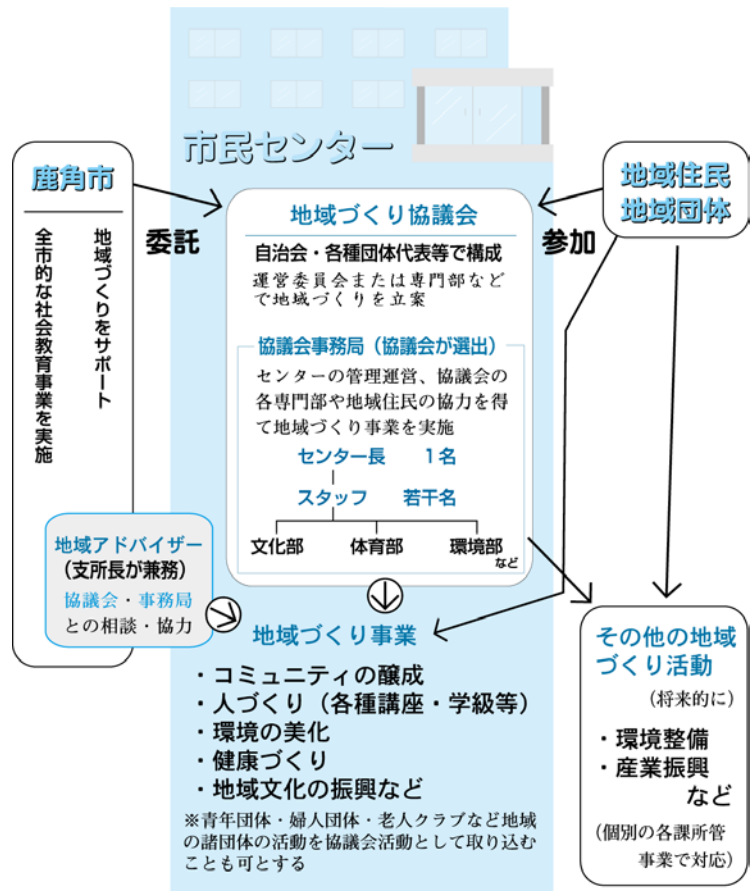 市民センター
鹿角市
地域づくりをサポート
全市的な社会教育事業を実施
委託
地域づくり協議会
自治会・各種団体代表等で構成
運営委員会または専門部など
で地域づくりを立案
協議会事務局（協議会が選出）
センターの管理運営、協議会の
各専門部や地域住民の協力を得
て地域づくり事業を実施
センター長　1名
スタッフ　若干名
文化部　体育部　環境部
など
参加
地域住民
地域団体
地域アドバイザー
（支所長が兼務）
協議会・事務局
との相談・協力
地域づくり事業
・コミュニティの醸成
・人づくり（各種講座・学級等）
・環境の美化
・健康づくり
・地域文化の振興など
※青年団体・婦人団体・老人クラブなど地域
の諸団体の活動を協議会活動として取り込む
ことも可とする
その他の地域
づくり活動
（将来的に）
・環境整備
・産業振興
など
（個別の各課所管
事業で対応）